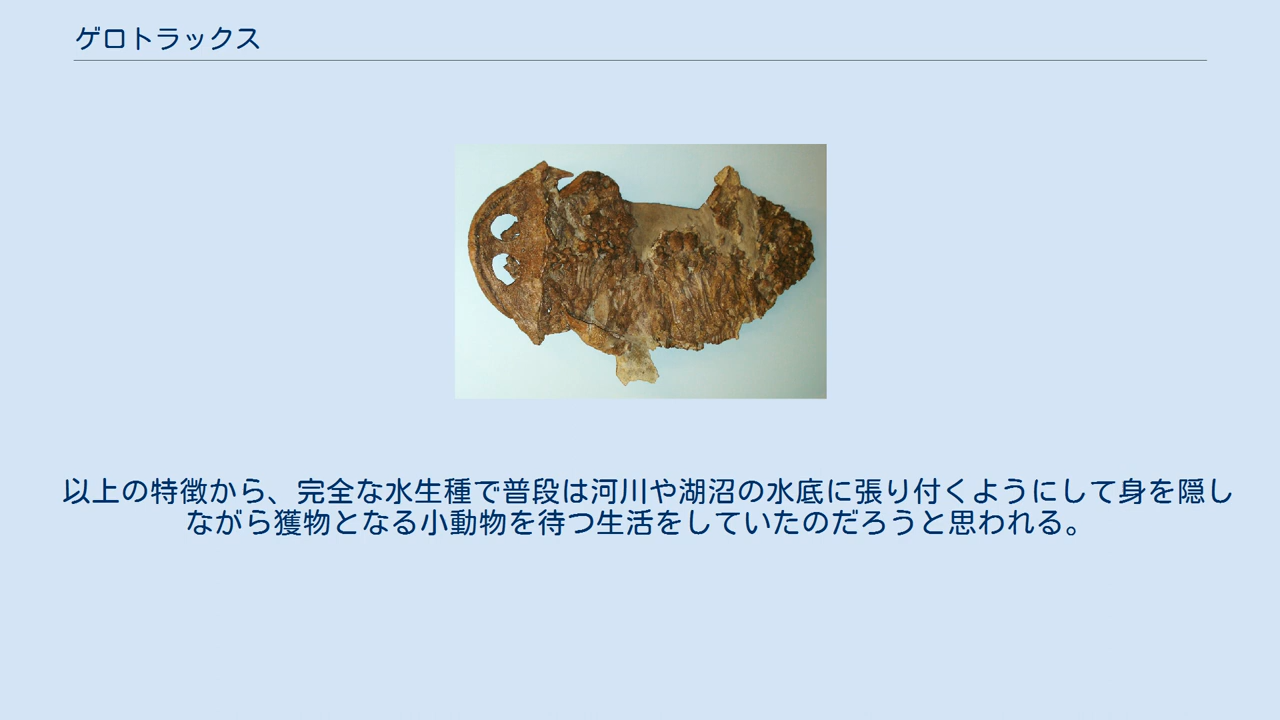 ゲロトラックス
以上の特徴から、完全な水生種で普段は河川や湖沼の水底に張り付くようにして身を隠し
ながら獲物となる小動物を待つ生活をしていたのだろうと思われる。